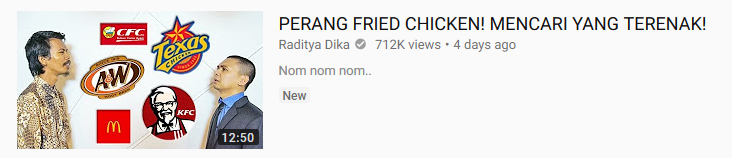 CFC
Texas
CHICKEN
A&W
KFC
12:50
PERANG FRIED CHICKEN! MENCARI YANG TERENAK!
Raditya Dika 712K views • 4 days ago
Nom nom nom..
New